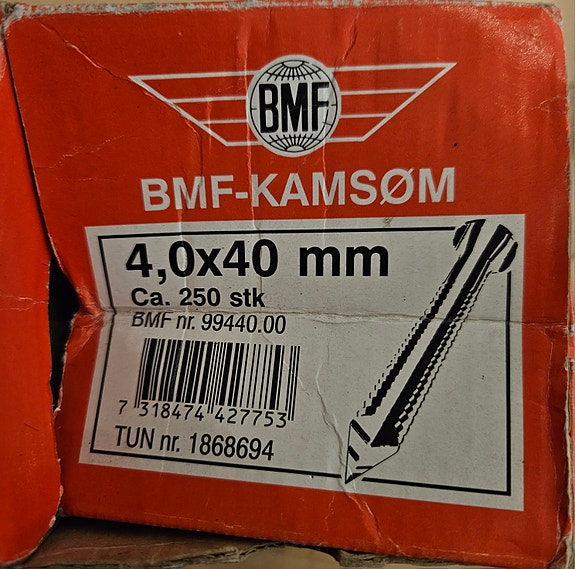 BMF
BMF-KAMSØM
4,0x40 mm
Ca. 250 stk
BMF nr. 99440.00
7 318474 427753
TUN nr. 1868694